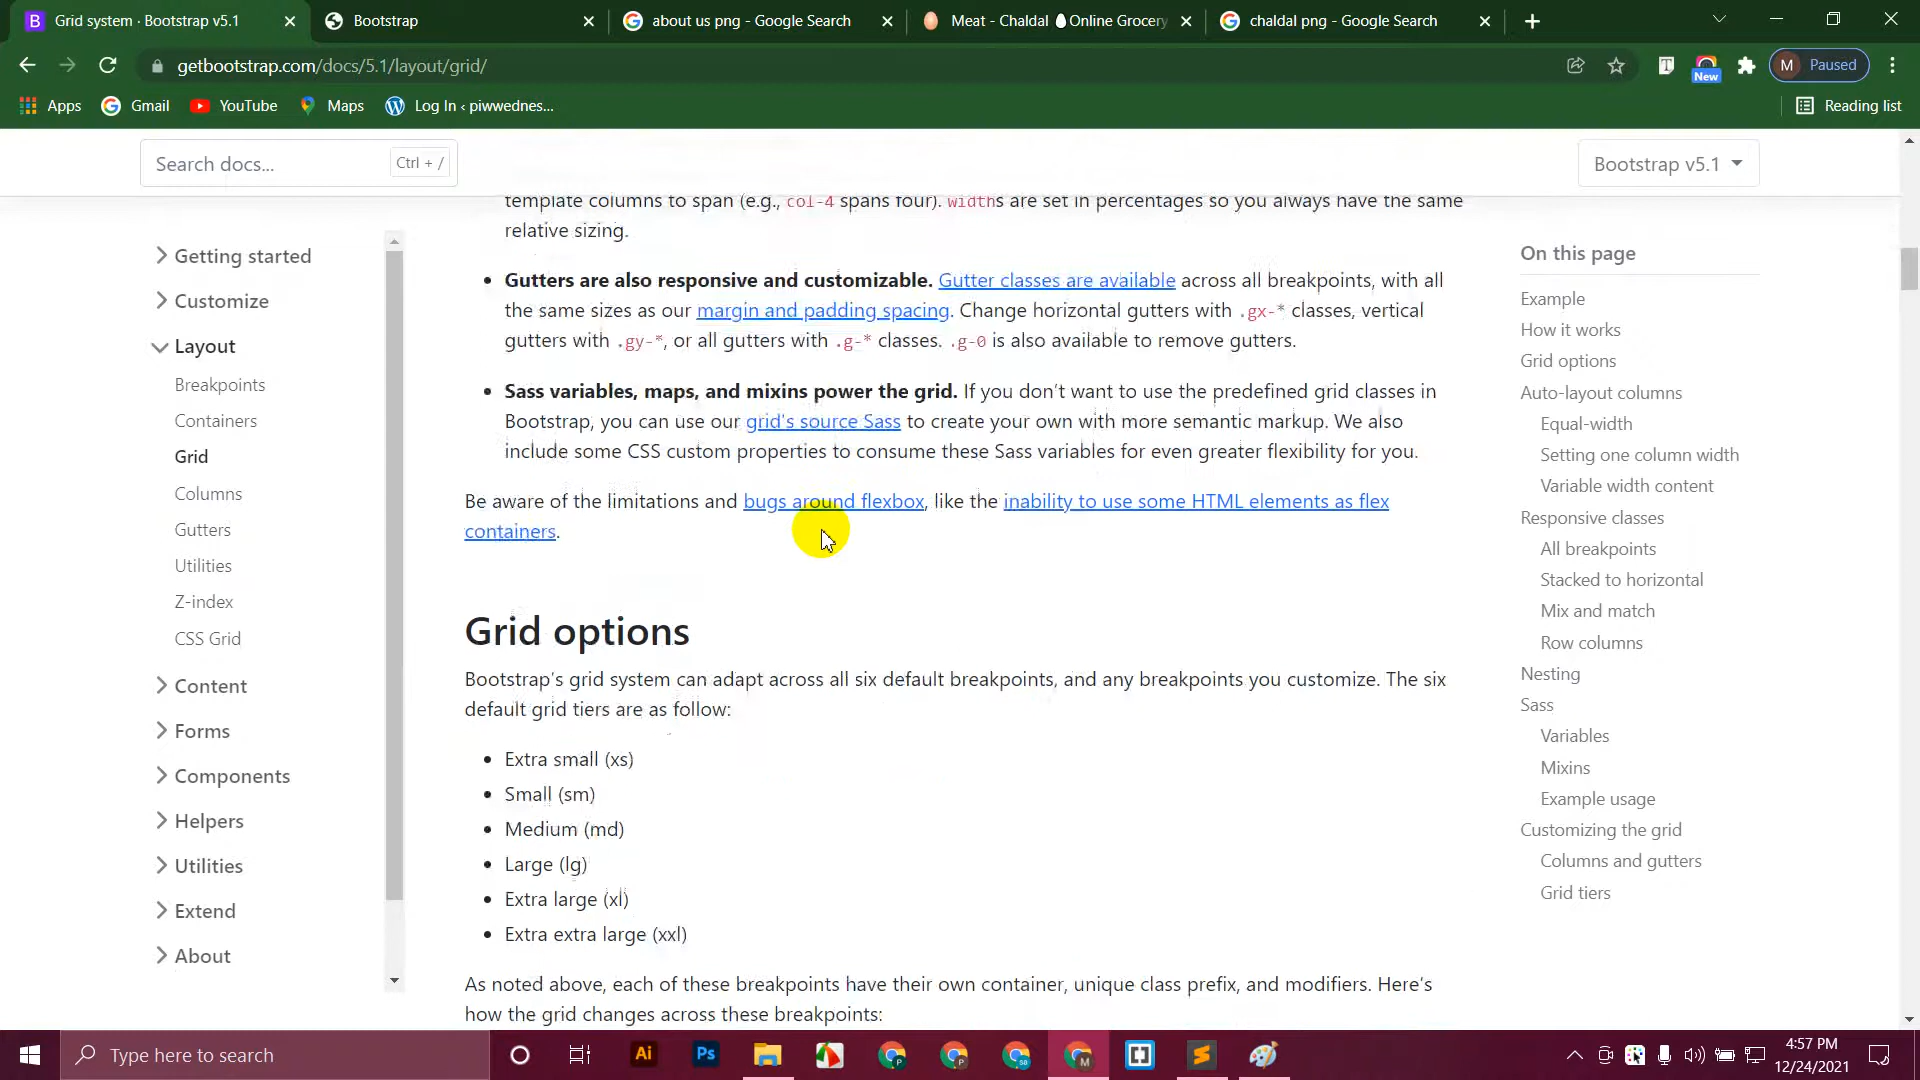 Grid system · Bootstrap v5.1
Bootstrap
about us png - Google Search
Meat - Chaldal Online Grocery
chaldal png - Google Search
getbootstrap.com/docs/5.1/layout/grid/
New
M Paused
Apps
Gmail
YouTube
Maps
Log In ‹ piwwednes...
Reading list
Search docs...
Ctrl + /
Bootstrap v5.1
Getting started
Customize
Layout
Breakpoints
Containers
Grid
Columns
Gutters
Utilities
Z-index
CSS Grid
Content
Forms
Components
Helpers
Utilities
Extend
About
template columns to span (e.g., col-4 spans four). widths are set in percentages so you always have the same
relative sizing.
Gutters are also responsive and customizable. Gutter classes are available across all breakpoints, with all
the same sizes as our margin and padding spacing. Change horizontal gutters with .gx-* classes, vertical
gutters with .gy-*, or all gutters with .g-* classes. .g-0 is also available to remove gutters.
Sass variables, maps, and mixins power the grid. If you don’t want to use the predefined grid classes in
Bootstrap, you can use our grid's source Sass to create your own with more semantic markup. We also
include some CSS custom properties to consume these Sass variables for even greater flexibility for you.
Be aware of the limitations and bugs around flexbox, like the inability to use some HTML elements as flex
containers.
Grid options
Bootstrap’s grid system can adapt across all six default breakpoints, and any breakpoints you customize. The six
default grid tiers are as follow:
Extra small (xs)
Small (sm)
Medium (md)
Large (lg)
Extra large (xl)
Extra extra large (xxl)
As noted above, each of these breakpoints have their own container, unique class prefix, and modifiers. Here’s
how the grid changes across these breakpoints:
On this page
Example
How it works
Grid options
Auto-layout columns
Equal-width
Setting one column width
Variable width content
Responsive classes
All breakpoints
Stacked to horizontal
Mix and match
Row columns
Nesting
Sass
Variables
Mixins
Example usage
Customizing the grid
Columns and gutters
Grid tiers
Type here to search
Ai
Ps
4:57 PM
12/24/2021